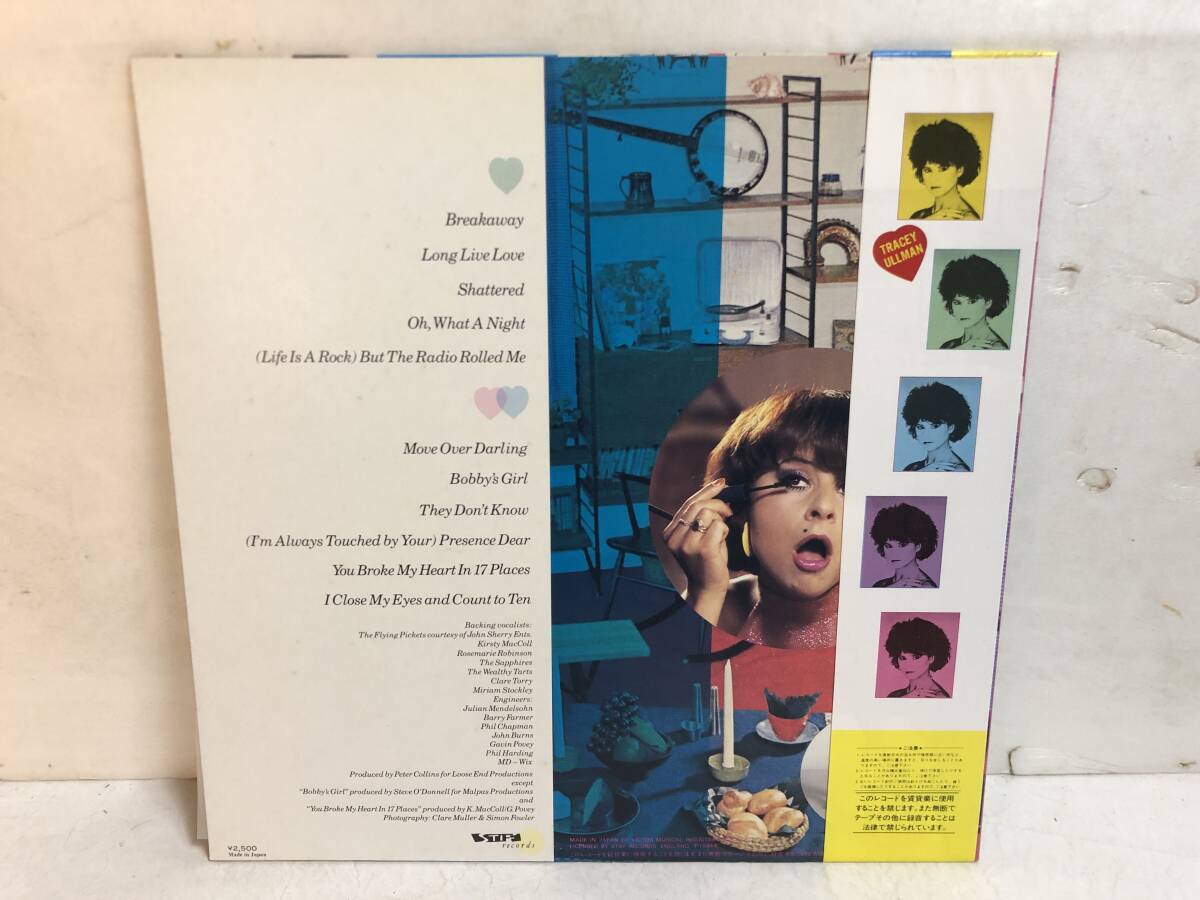 Breakaway
Long Live Love
Shattered
Oh, What A Night
(Life Is A Rock) But The Radio Rolled Me
Move Over Darling
Bobby's Girl
They Don't Know
(I'm Always Touched by Your) Presence Dear
You Broke My Heart In 17 Places
I Close My Eyes and Count to Ten
Backing vocalists:
The Flying Pickets courtesy of John Sherry Ents.
Kirsty MacColl
Rosemarie Robinson
The Sapphires
The Wealthy Tarts
Clare Torry
Miriam Stockley
Engineers:
Julian Mendelsohn
Barry Farmer
Phil Chapman
John Burns
Gavin Povey
Phil Harding
MD – Wix
Produced by Peter Collins for Loose End Productions
except
"Bobby's Girl" produced by Steve O'Donnell for Malpas Productions
and
"You Broke My Heart In 17 Places" produced by K. MacColl/G. Povey
Photography: Clare Muller & Simon Fowler
STIFF
records
¥2,500
Made in Japan
TRACEY
ULLMAN
ご注意
このレコードを賃貸業に使用
することを禁じます。また無断で
テープその他に録音することは
法律で禁じられています。